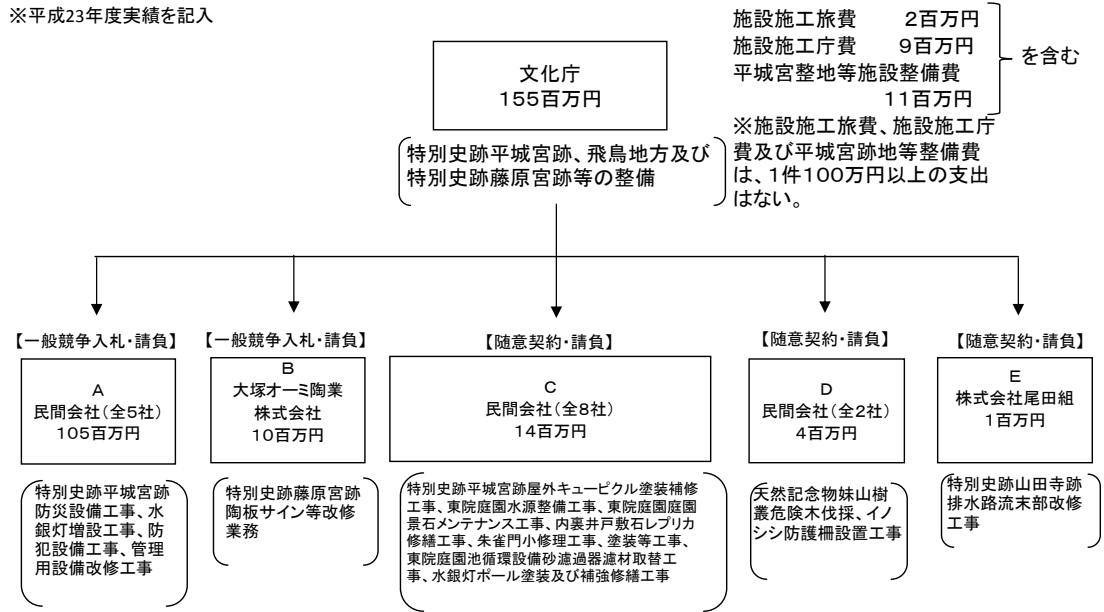 ※平成23年度実績を記入
施設施工旅費 2百万円
施設施工庁費 9百万円
平城宮整地等施設整備費
11百万円
を含む
※施設施工旅費、施設施工庁
費及び平城宮跡地等整備費
は、1件100万円以上の支出
はない。
文化庁
155百万円
特別史跡平城宮跡、飛鳥地方及び
特別史跡藤原宮跡等の整備
【一般競争入札・請負】
A
民間会社(全5社)
105百万円
特別史跡平城宮跡
防災設備工事、水
銀灯増設工事、防
犯設備工事、管理
用設備改修工事
【一般競争入札・請負】
B
大塚オーミ陶業
株式会社
10百万円
特別史跡藤原宮跡
陶板サイン等改修
業務
【随意契約・請負】
C
民間会社(全8社)
14百万円
特別史跡平城宮跡屋外キュービクル塗装補修
工事、東院庭園水源整備工事、東院庭園庭園
景石メンテナンス工事、内裏井戸敷石レプリカ
修繕工事、朱雀門小修理工事、塗装等工事、
東院庭園池循環設備砂濾過器濾材取替工
事、水銀灯ポール塗装及び補強修繕工事
【随意契約・請負】
D
民間会社(全2社)
4百万円
天然記念物妹山樹
叢危険木伐採、イノ
シシ防護柵設置工事
【随意契約・請負】
E
株式会社尾田組
1百万円
特別史跡山田寺跡
排水路流末部改修
工事